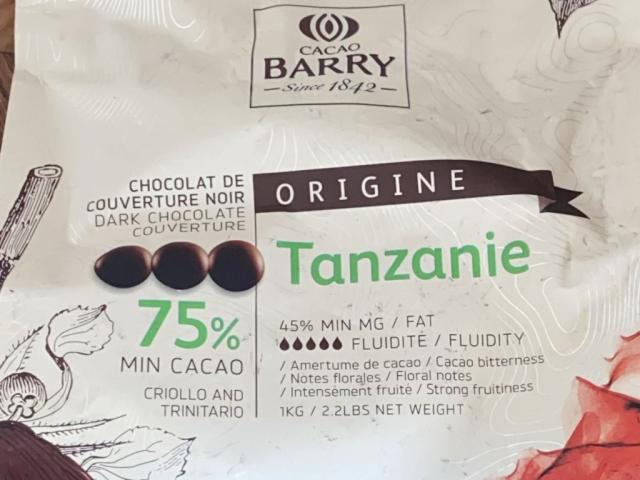 CACAO
BARRY
Since 1842
CHOCOLAT DE
COUVERTURE NOIR
DARK CHOCOLATE
COUVERTURE
75%
MIN CACAO
CRIOLLO AND
TRINITARIO
ORIGINE
Tanzanie
45% MIN MG / FAT
FLUIDITÉ / FLUIDITY
/ Amertume de cacao / Cacao bitterness
/ Notes florales / Floral notes
/ Intensément fruité / Strong fruitiness
1KG / 2.2LBS NET WEIGHT